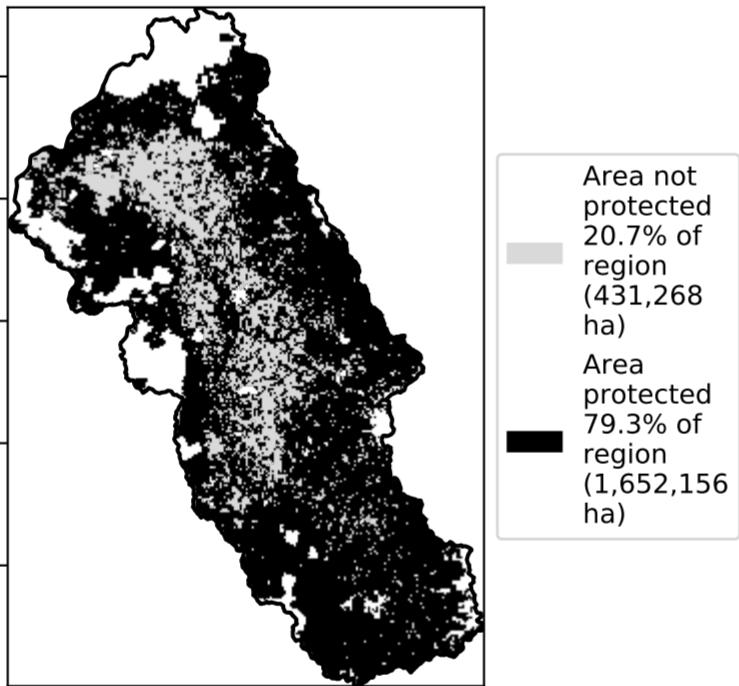 Area not
protected
20.7% of
region
(431,268
ha)
Area
protected
79.3% of
region
(1,652,156
ha)